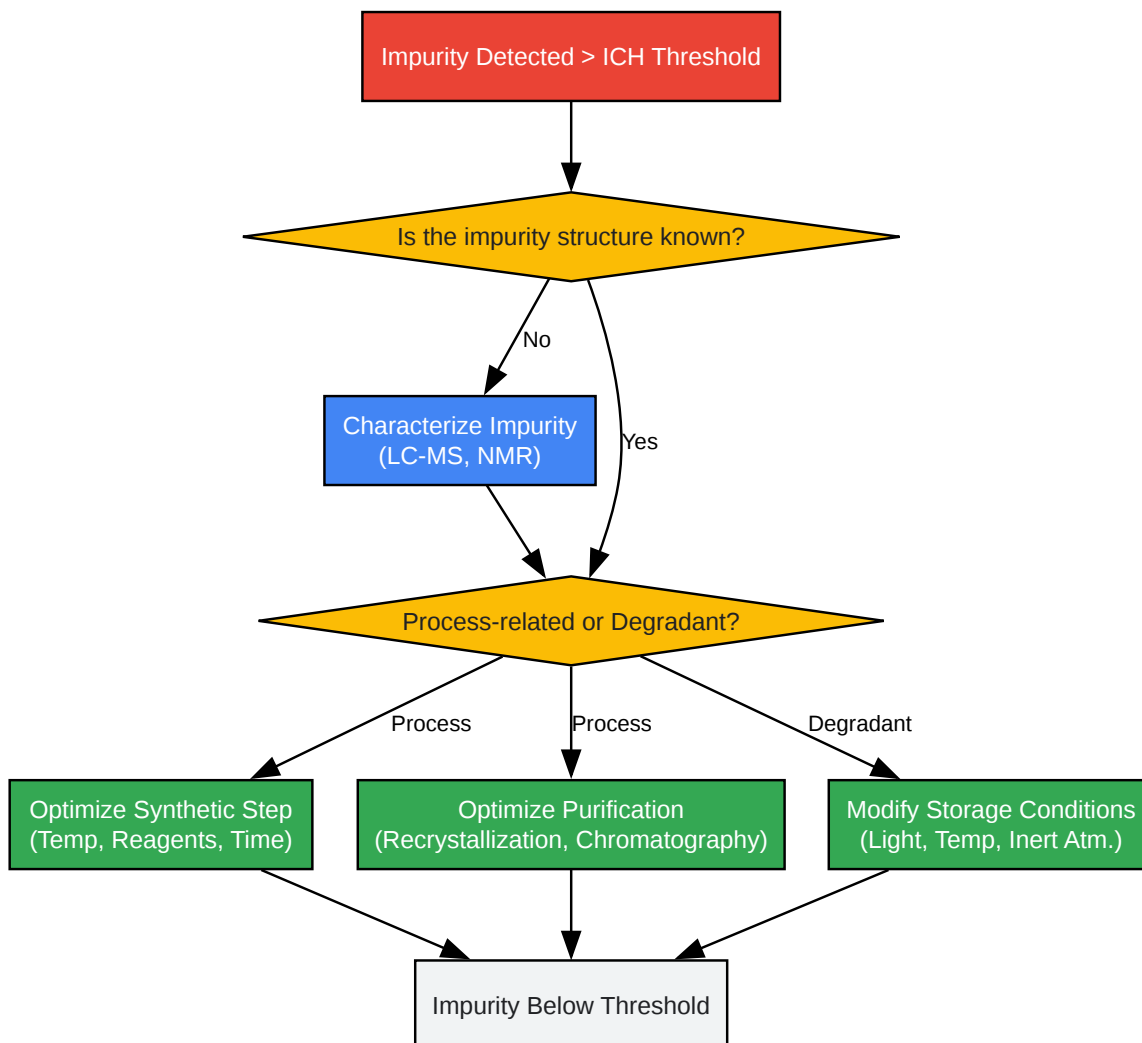 Impurity Detected > ICH Threshold
Is the impurity structure known?
No
Characterize Impurity
(LC-MS, NMR)
Yes
Process-related or Degradant?
Process
Process
Degradant
Optimize Synthetic Step
(Temp, Reagents, Time)
Optimize Purification
(Recrystallization, Chromatography)
Modify Storage Conditions
(Light, Temp, Inert Atm.)
Impurity Below Threshold